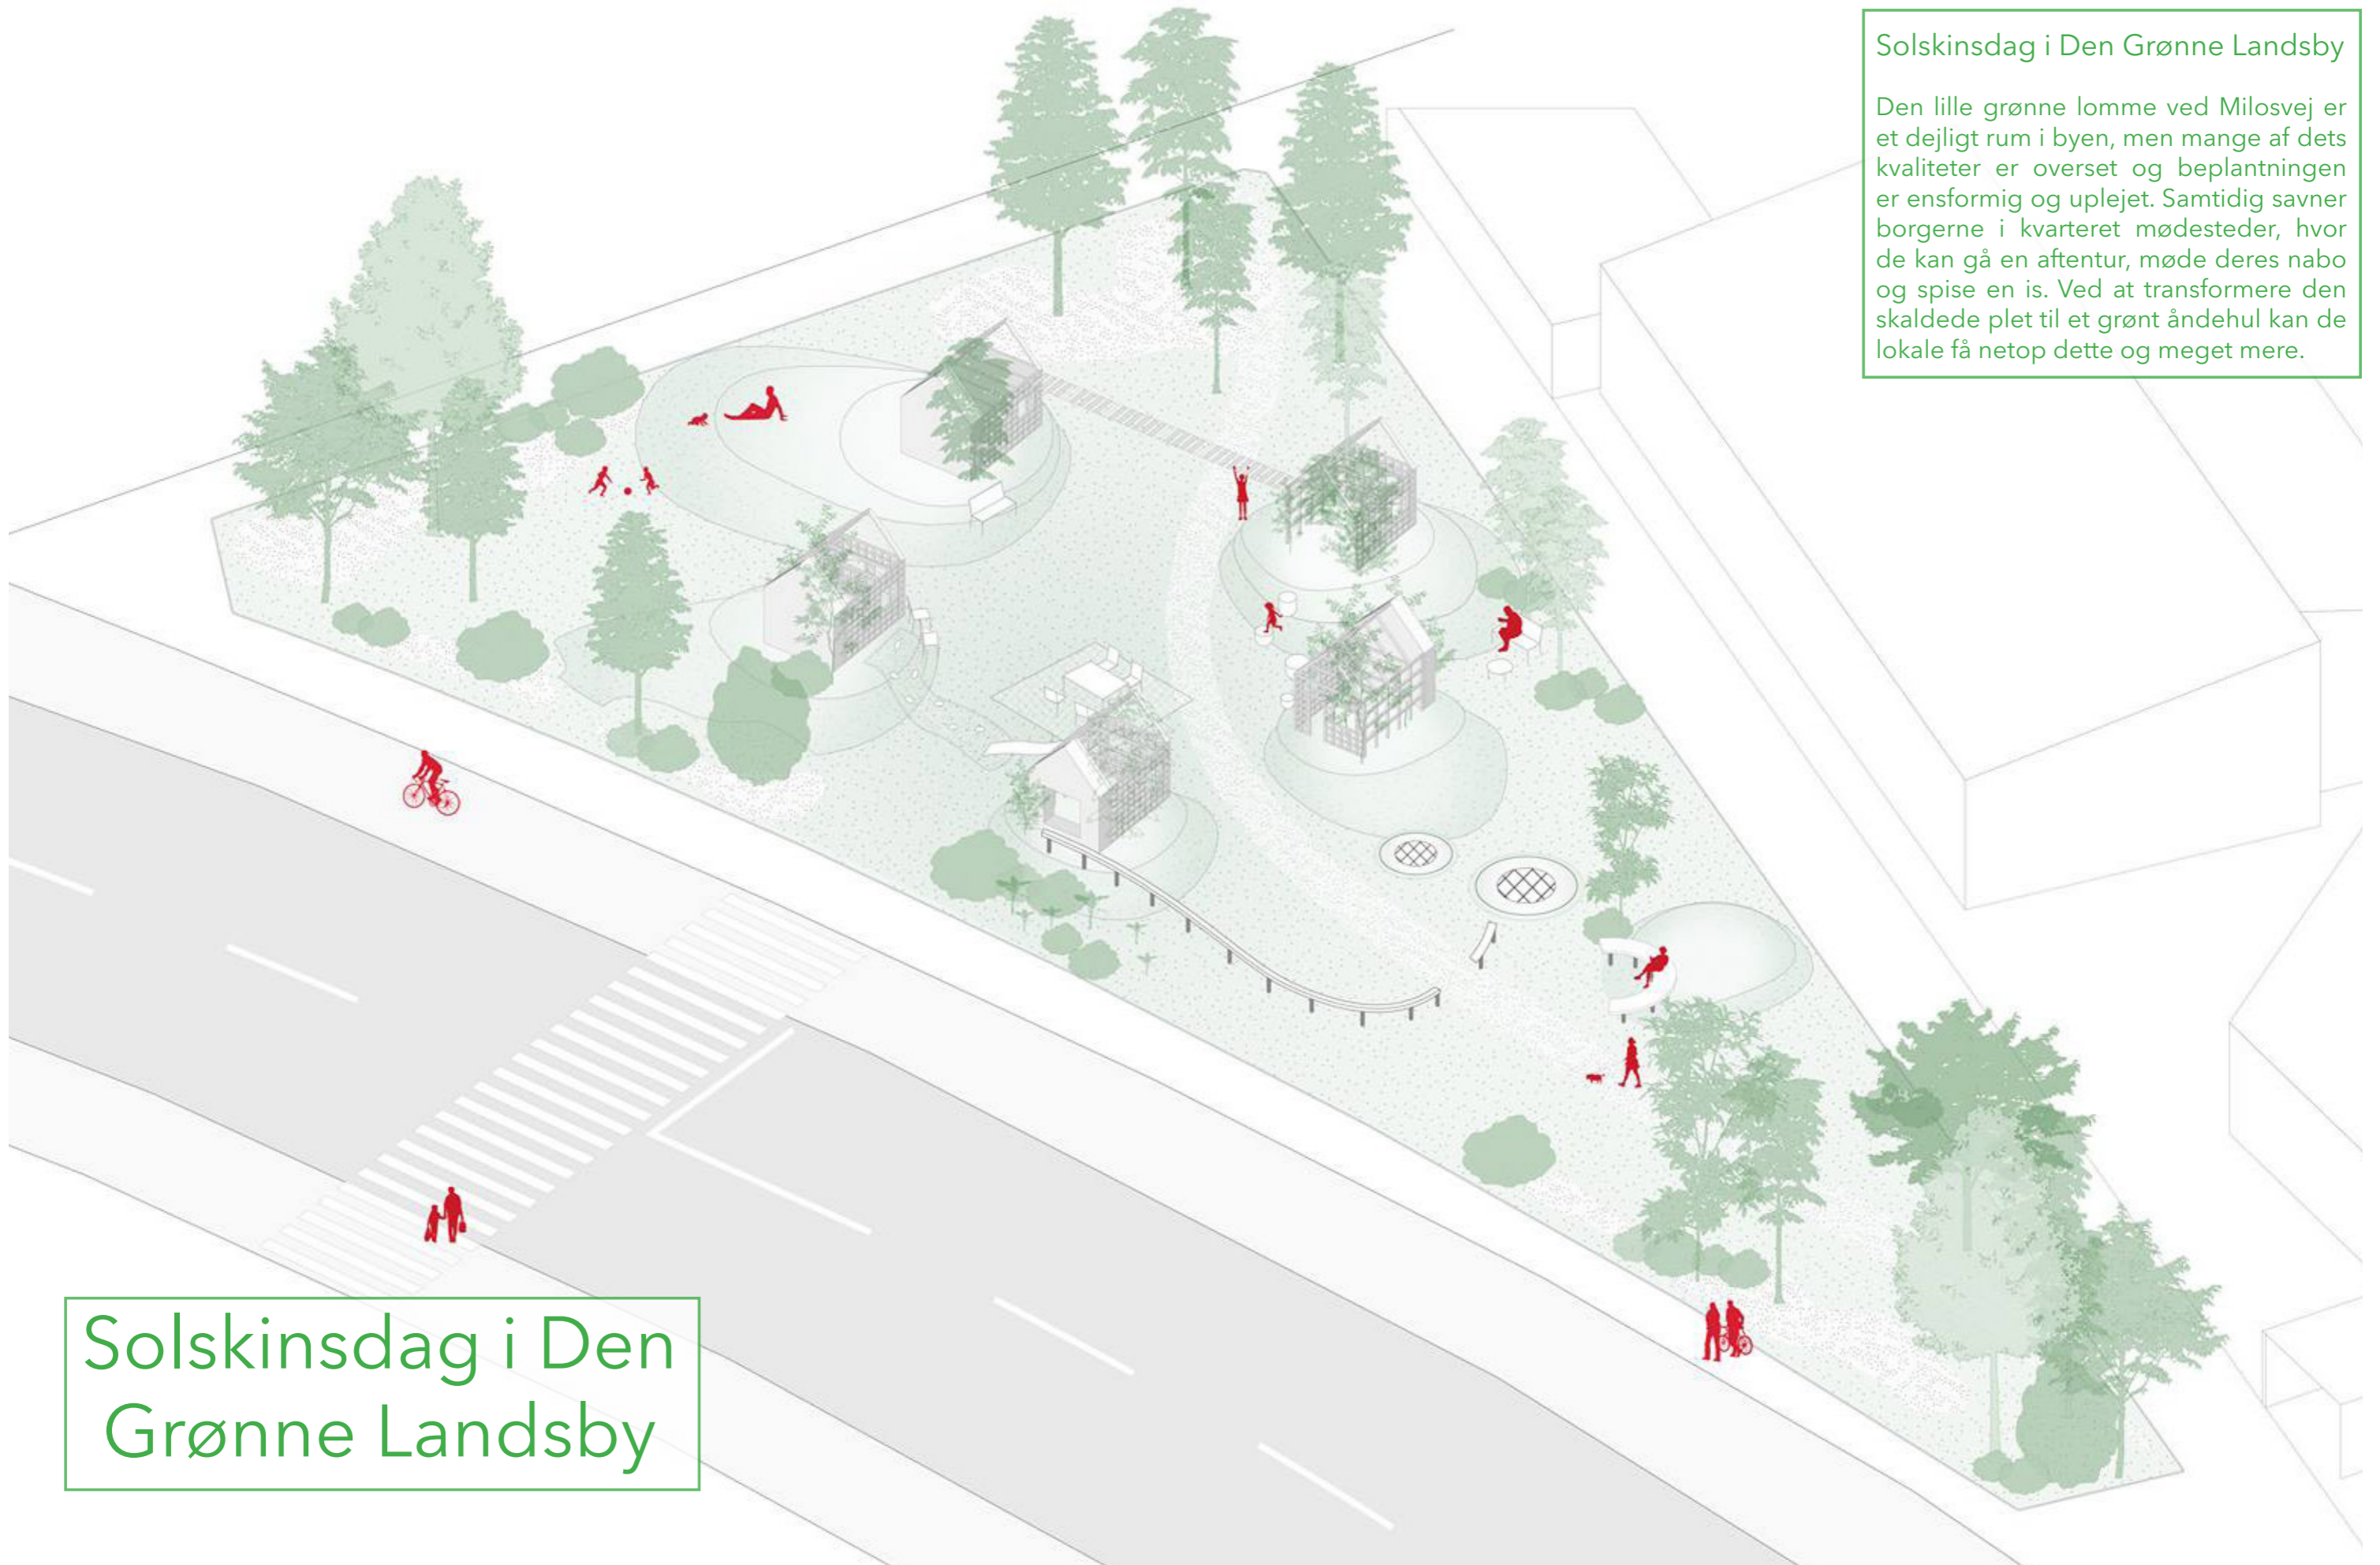 Solskinsdag i Den Grønne Landsby
Den lille grønne lomme ved Milosvej er
et dejligt rum i byen, men mange af dets
kvaliteter er overset og beplantningen
er ensformig og uplejet. Samtidig savner
borgerne i kvarteret mødesteder, hvor
de kan gå en aftentur, møde deres nabo
og spise en is. Ved at transformere den
skaldede plet til et grønt åndehul kan de
lokale få netop dette og meget mere.
Solskinsdag i Den
Grønne Landsby